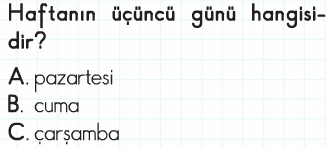 Haftanın üçüncü günü hangisi-
dir?
A. pazartesi
B. cuma
C. çarşamba